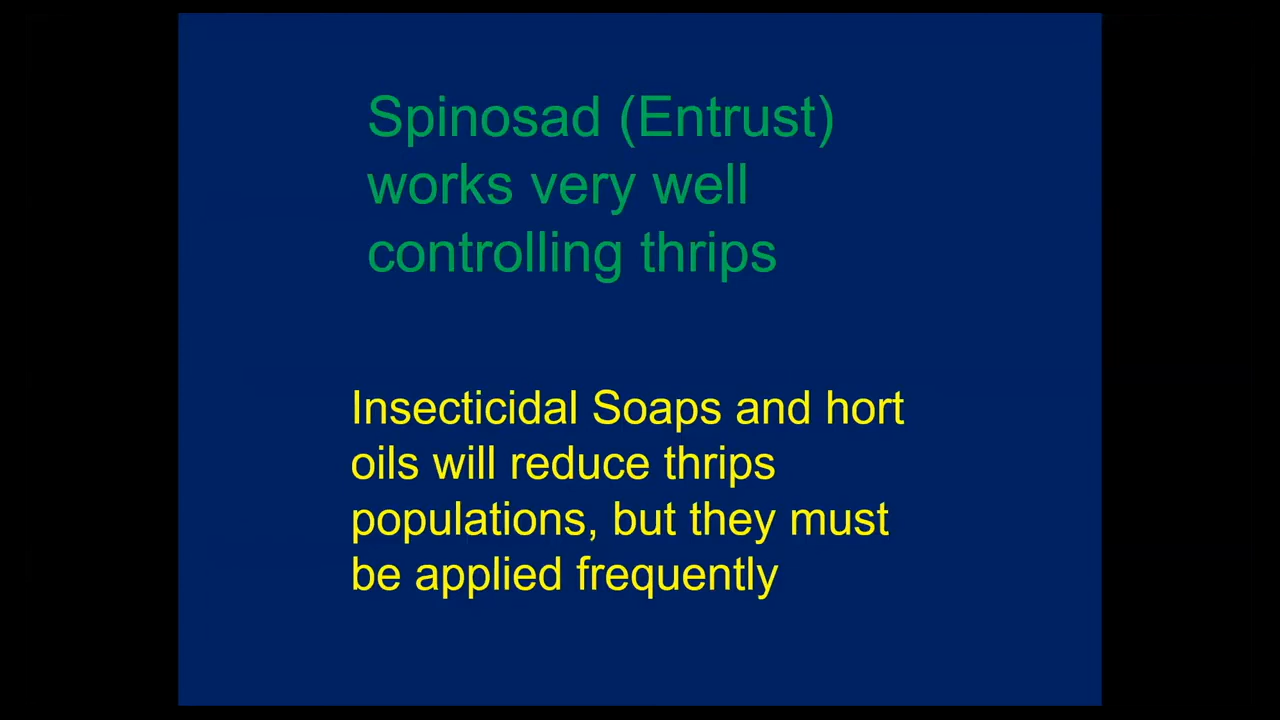 Spinosad (Entrust)
works very well
controlling thrips
Insecticidal Soaps and hort
oils will reduce thrips
populations, but they must
be applied frequently